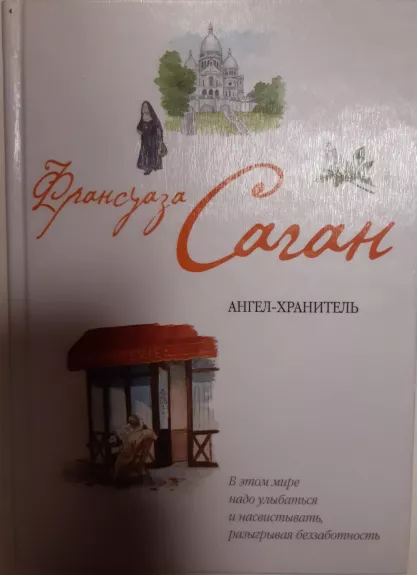 Франсуаза
Саган
АНГЕЛ-ХРАНИТЕЛЬ
В этом мире
надо улыбаться
и насвистывать,
разыгрывая беззаботность